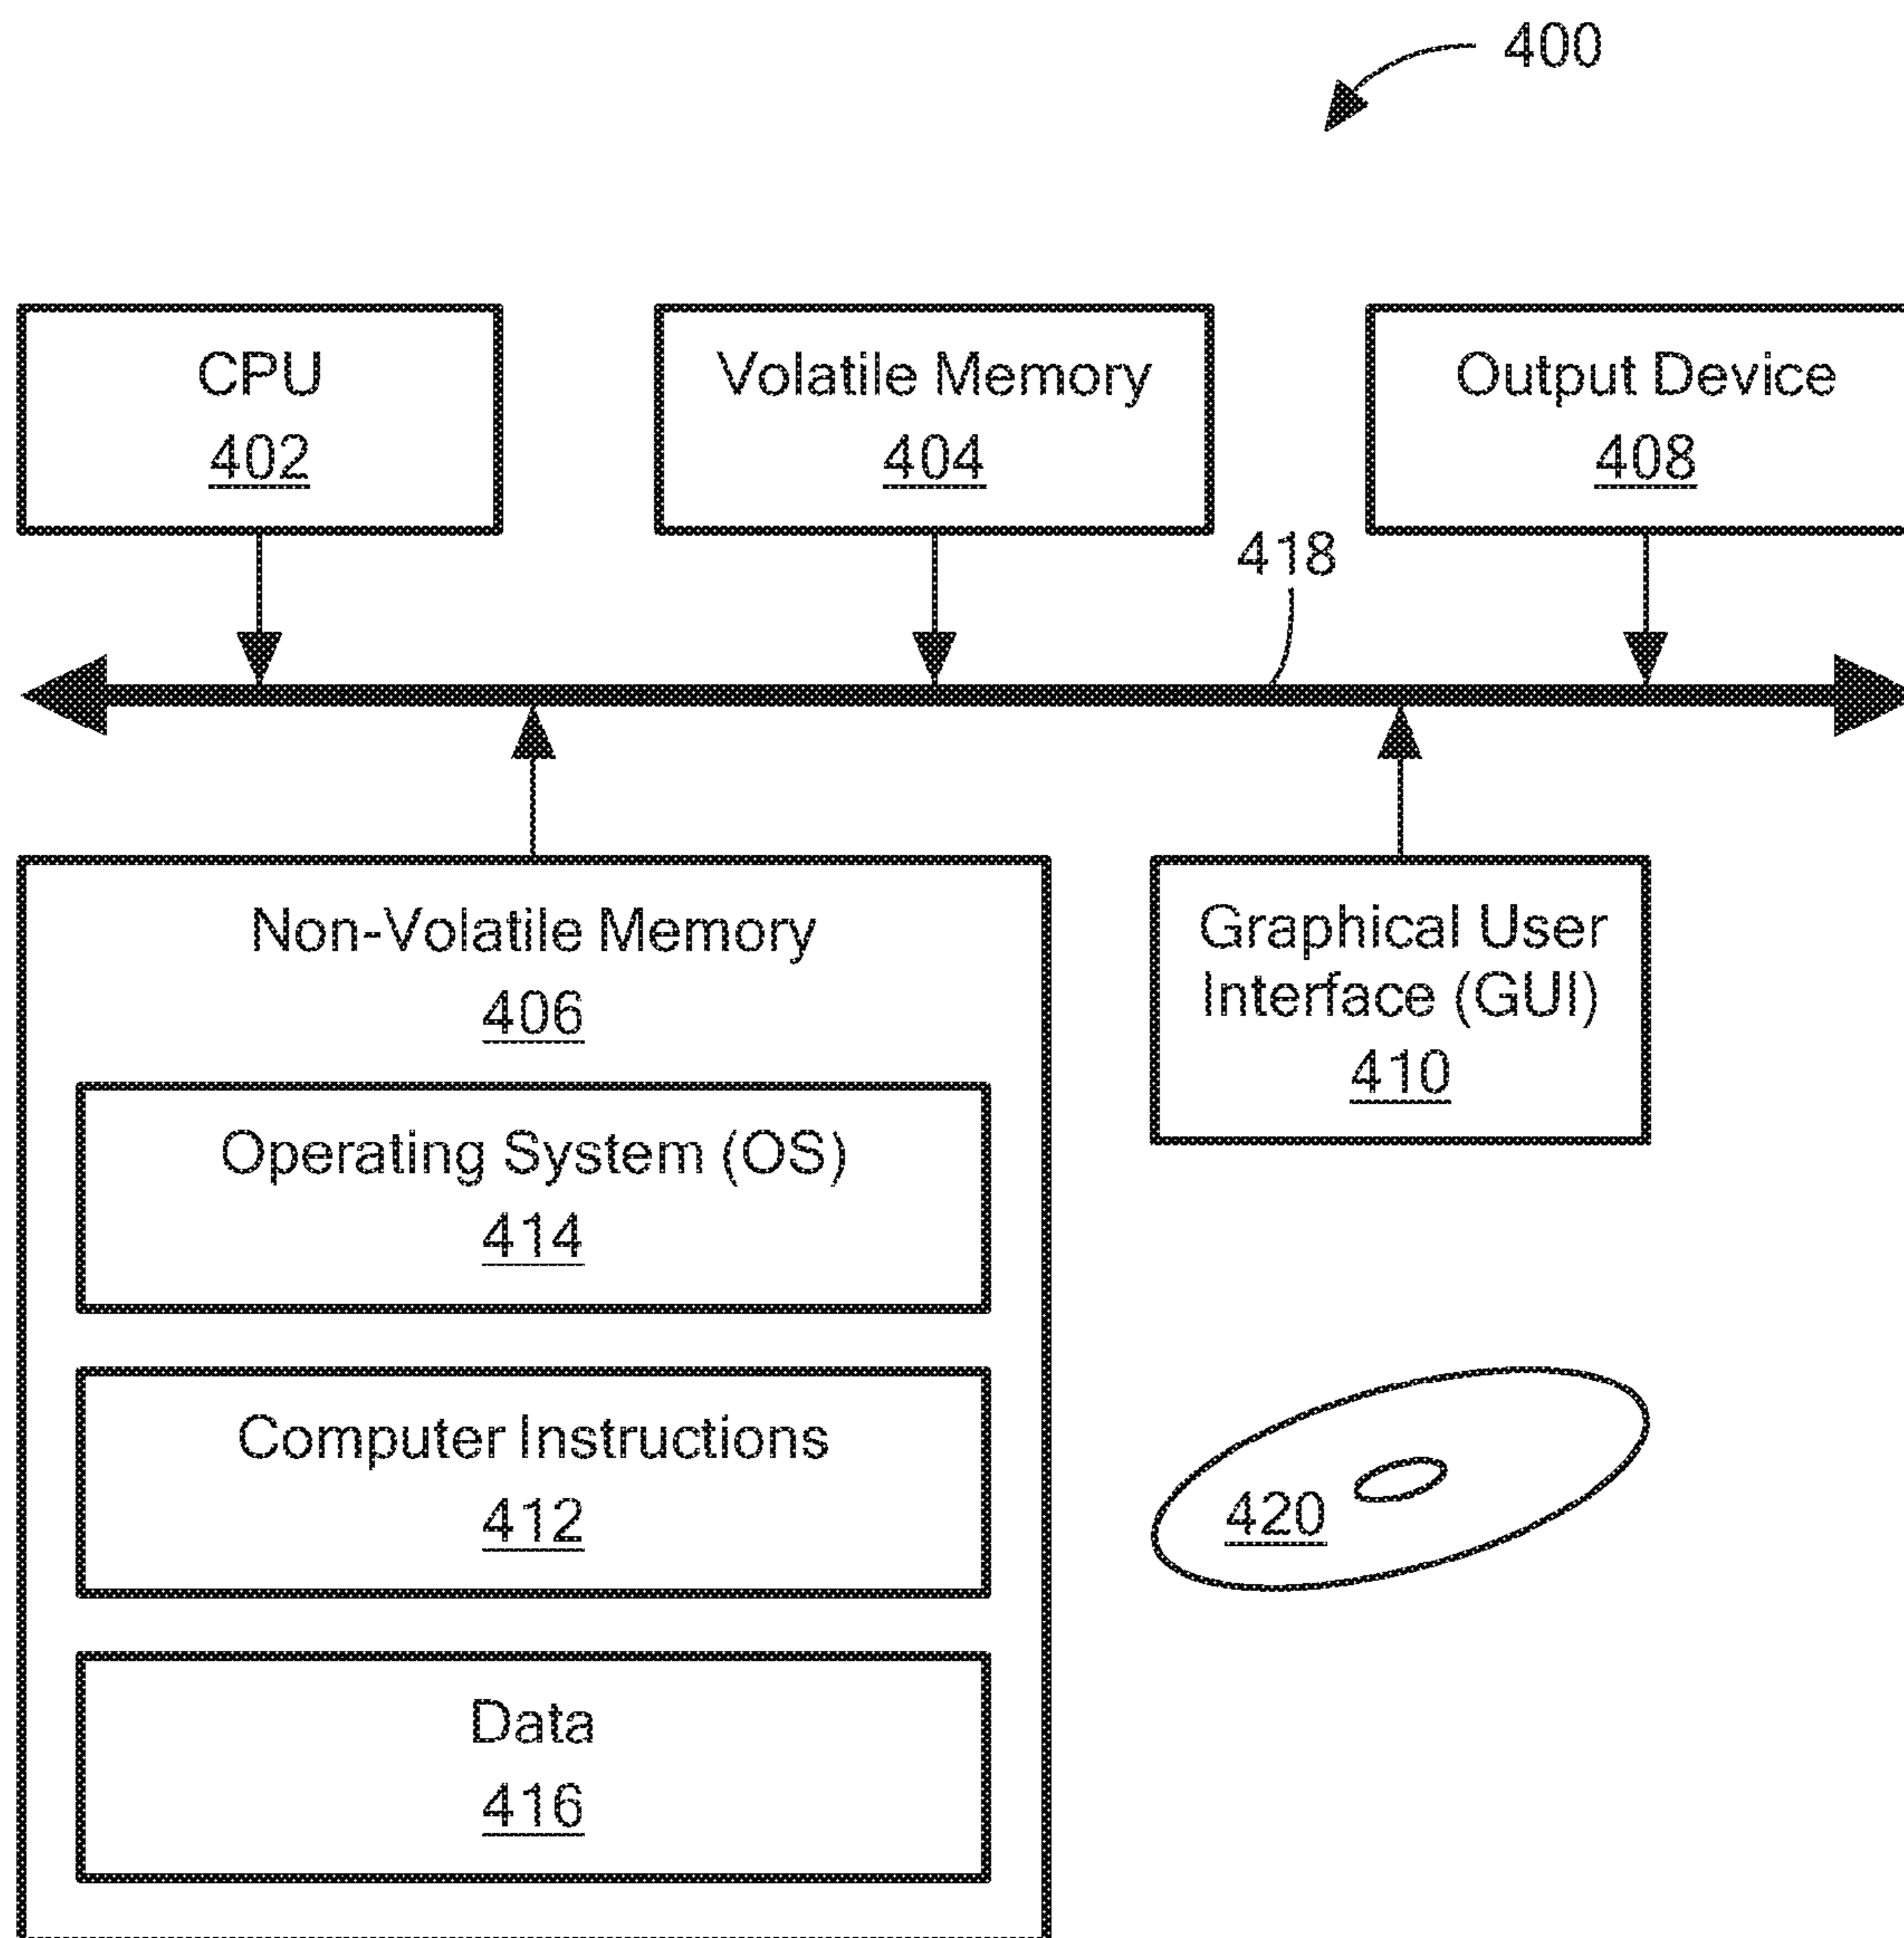 400
CPU
402
Volatile Memory
404
Output Device
408
418
Non-Volatile Memory
406
Operating System (OS)
414
Computer Instructions
412
Data
416
Graphical User
Interface (GUI)
410
420